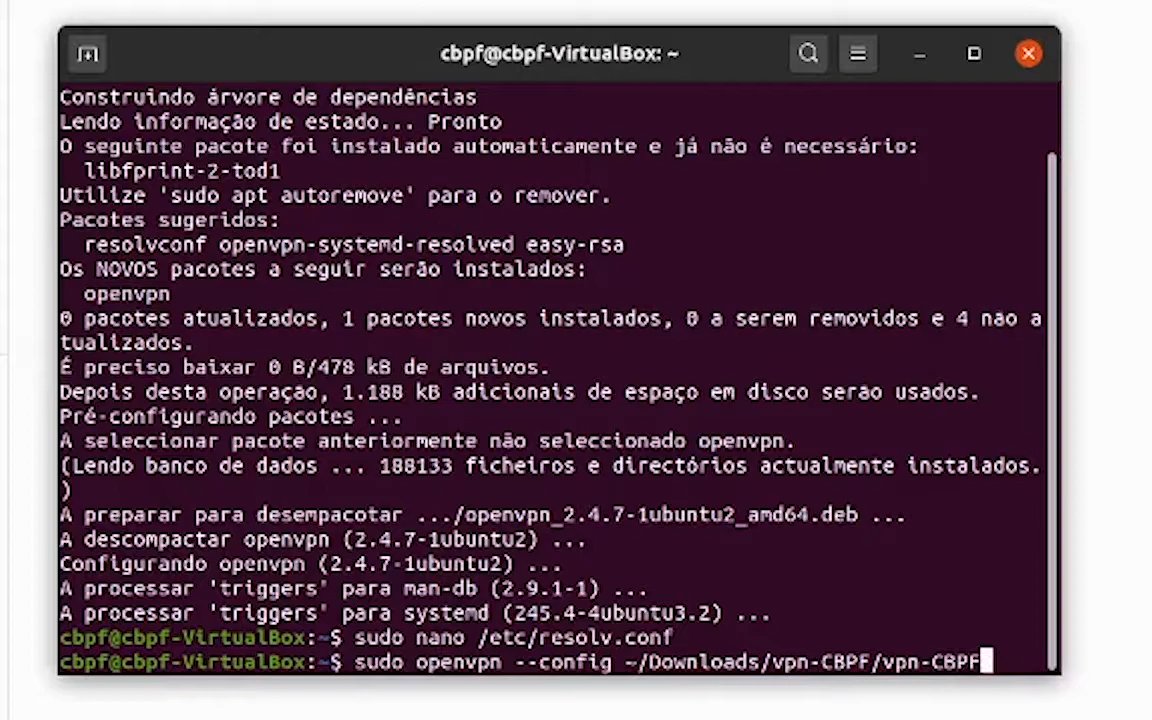 cbpf@cbpf-VirtualBox: ~
Construindo árvore de dependências
Lendo informação de estado... Pronto
O seguinte pacote foi instalado automaticamente e já não é necessário:
  libfprint-2-tod1
Utilize 'sudo apt autoremove' para o remover.
Pacotes sugeridos:
  resolvconf openvpn-systemd-resolved easy-rsa
Os NOVOS pacotes a seguir serão instalados:
  openvpn
0 pacotes atualizados, 1 pacotes novos instalados, 0 a serem removidos e 4 não a
tualizados.
É preciso baixar 0 B/478 kB de arquivos.
Depois desta operação, 1.188 kB adicionais de espaço em disco serão usados.
Pré-configurando pacotes ...
A seleccionar pacote anteriormente não seleccionado openvpn.
(Lendo banco de dados ... 188133 ficheiros e directórios actualmente instalados.
)
A preparar para desempacotar .../openvpn_2.4.7-1ubuntu2_amd64.deb ...
A descompactar openvpn (2.4.7-1ubuntu2) ...
Configurando openvpn (2.4.7-1ubuntu2) ...
A processar 'triggers' para man-db (2.9.1-1) ...
A processar 'triggers' para systemd (245.4-4ubuntu3.2) ...
cbpf@cbpf-VirtualBox:~$ sudo nano /etc/resolv.conf
cbpf@cbpf-VirtualBox:~$ sudo openvpn --config ~/Downloads/vpn-CBPF/vpn-CBPF